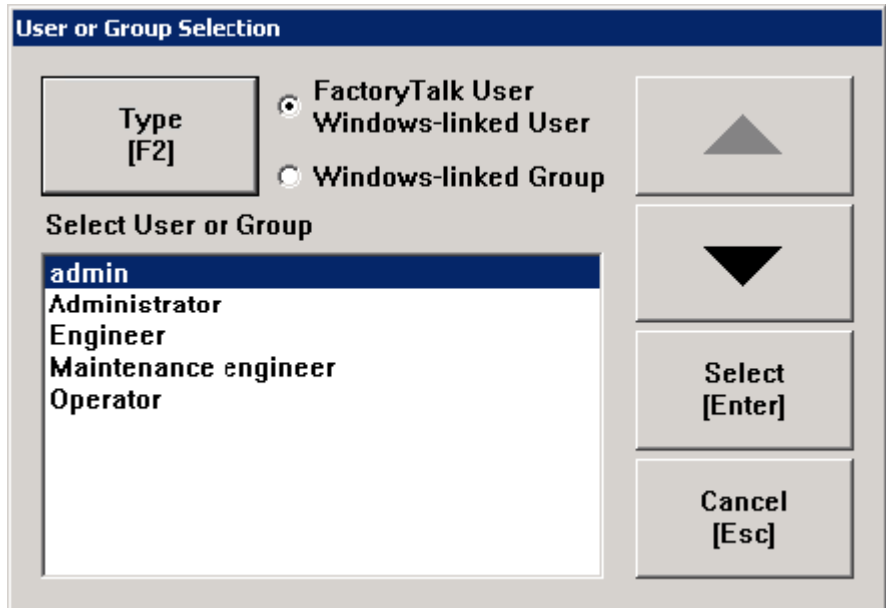 User or Group Selection
Type
[F2]
FactoryTalk User
Windows-linked User
Windows-linked Group
Select User or Group
admin
Administrator
Engineer
Maintenance engineer
Operator
Select
[Enter]
Cancel
[Esc]